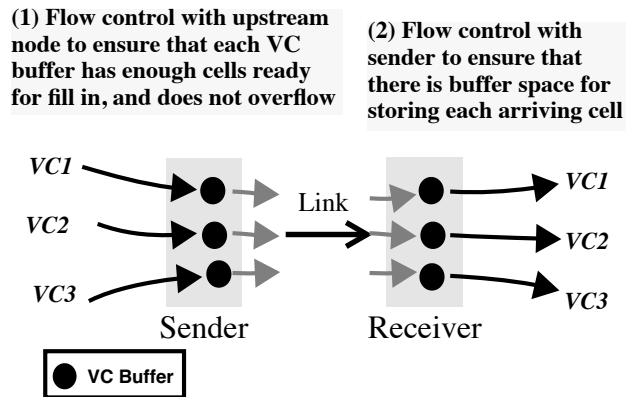 (1) Flow control with upstream
node to ensure that each VC
buffer has enough cells ready
for fill in, and does not overflow
(2) Flow control with
sender to ensure that
there is buffer space for
storing each arriving cell
VC1
VC2
VC3
Link
VC1
VC2
VC3
Sender
Receiver
VC Buffer